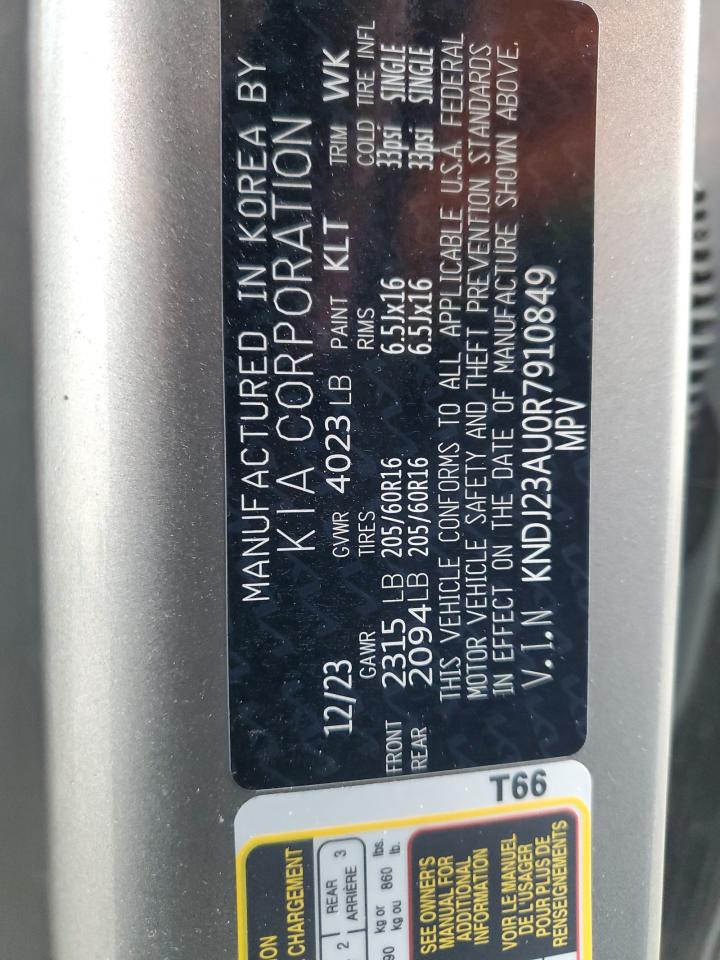 MANUFACTURED IN KOREA BY
KIA CORPORATION
12/23 GVWR 4023 LB PAINT KLT TRIM WK
GAWR TIRES RIMS COLD TIRE INFL
FRONT 2315 LB 205/60R16 6.5Jx16 33psi SINGLE
REAR 2094 LB 205/60R16 6.5Jx16 33psi SINGLE
THIS VEHICLE CONFORMS TO ALL APPLICABLE U.S.A. FEDERAL
MOTOR VEHICLE SAFETY AND THEFT PREVENTION STANDARDS
IN EFFECT ON THE DATE OF MANUFACTURE SHOWN ABOVE.
V.I.N KNDJ23AU0R7910849
MPV
T66
CHARGEMENT
2 REAR 3
2 ARRIÈRE
kg or 860 lbs.
kg ou lb.
SEE OWNER'S
MANUAL FOR
ADDITIONAL
INFORMATION
VOIR LE MANUEL
DE L'USAGER
POUR PLUS DE
RENSEIGNEMENTS